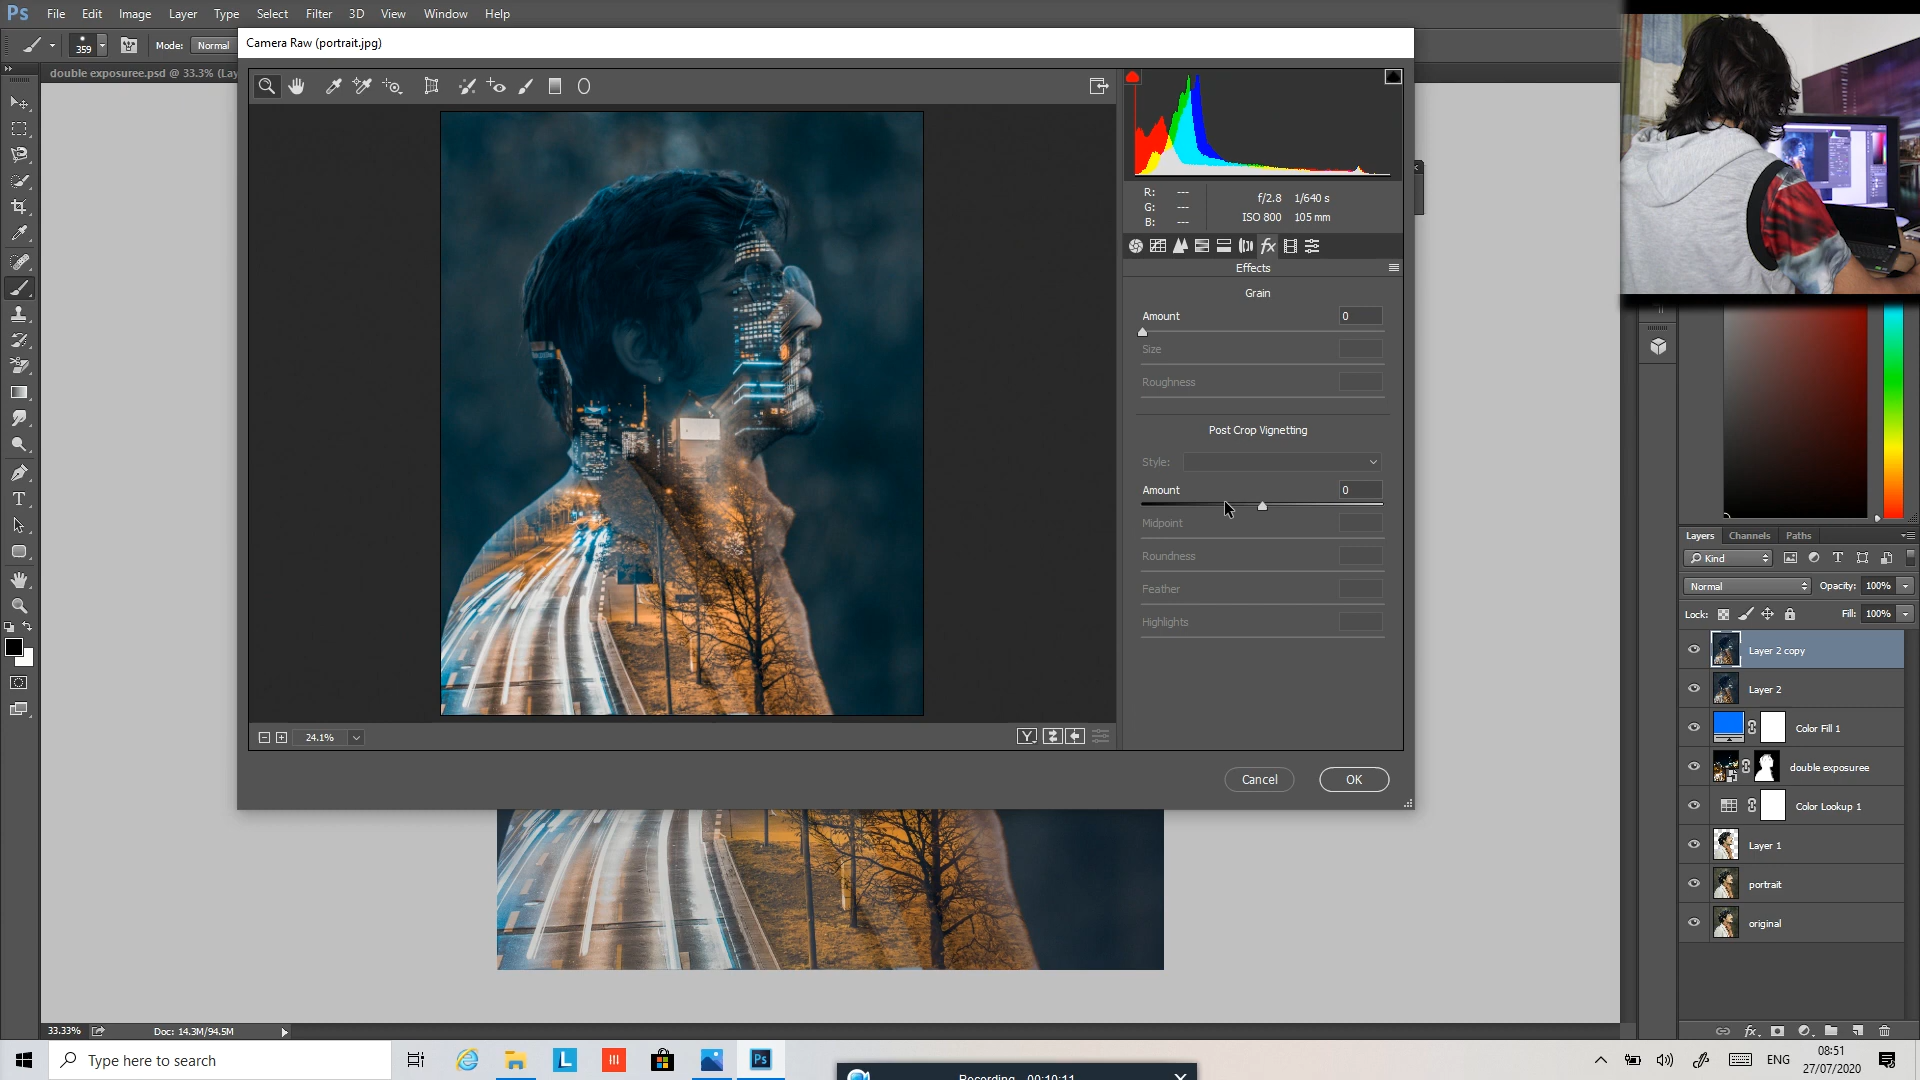 Ps File Edit Image Layer Type Select Filter 3D View Window Help
359 Mode: Normal
double exposuree.psd @ 33.3% (Lay
Camera Raw (portrait.jpg)
R: ---
G: ---
B: ---
f/2.8 1/640 s
ISO 800 105 mm
Effects
Grain
Amount 0
Size
Roughness
Post Crop Vignetting
Style:
Amount 0
Midpoint
Roundness
Feather
Highlights
24.1%
Y
Cancel OK
Layers Channels Paths
Kind
Normal Opacity: 100%
Lock: Fill: 100%
Layer 2 copy
Layer 2
Color Fill 1
double exposuree
Color Lookup 1
Layer 1
portrait
original
33.33% Doc: 14.3M/94.5M
Type here to search
L
Ps
Recording 00:10:11
ENG
08:51
27/07/2020